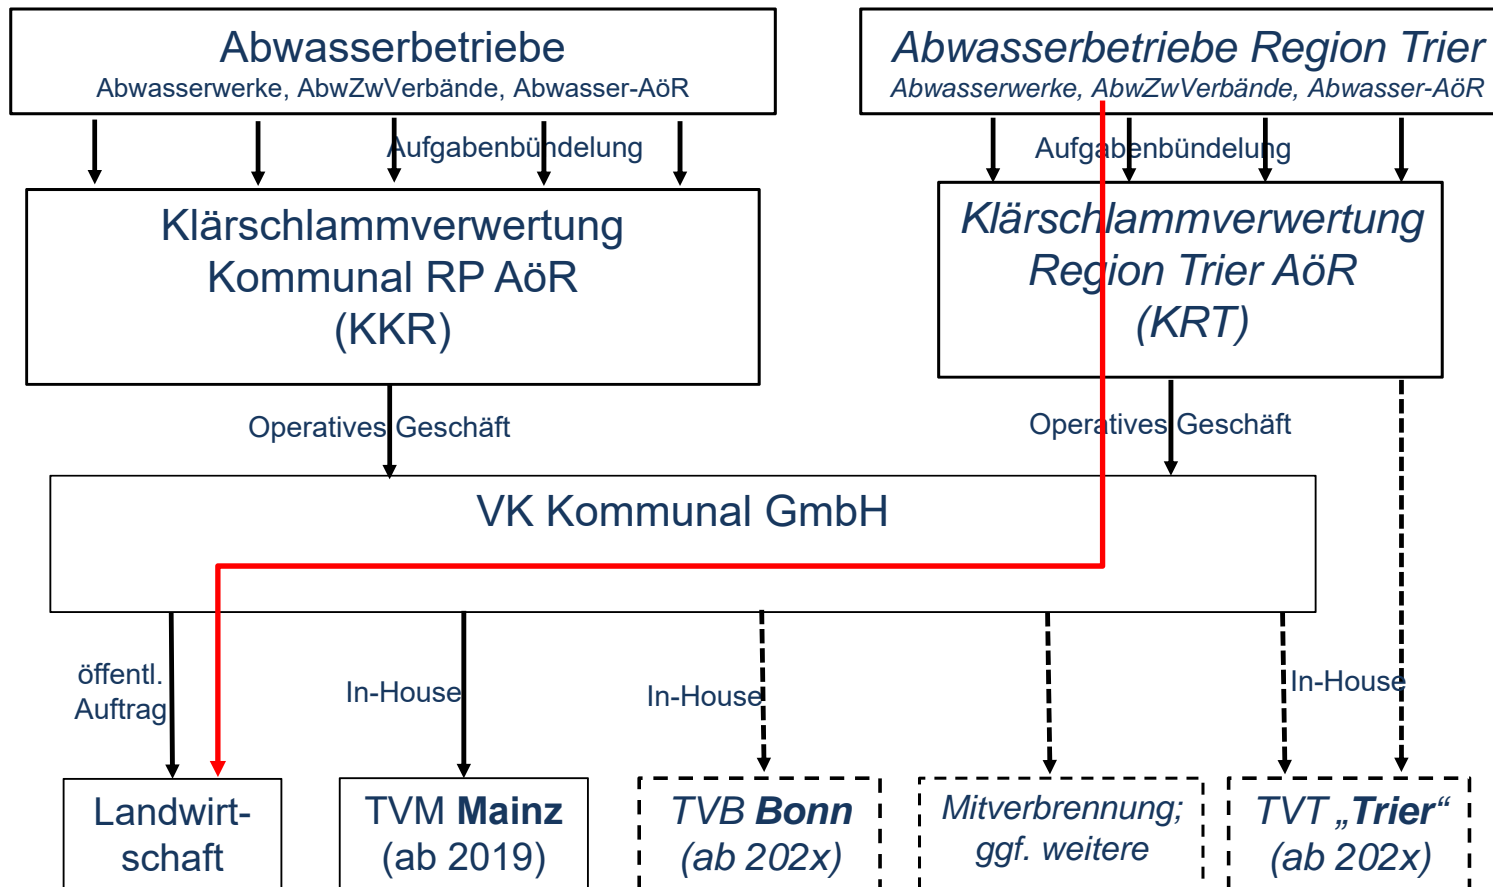 Abwasserbetriebe
Abwasserwerke, AbwZwVerbände, Abwasser-AöR
Abwasserbetriebe Region Trier
Abwasserwerke, AbwZwVerbände, Abwasser-AöR
Aufgabenbündelung
Aufgabenbündelung
Klärschlammverwertung
Kommunal RP AöR
(KKR)
Klärschlammverwertung
Region Trier AöR
(KRT)
Operatives Geschäft
Operatives Geschäft
VK Kommunal GmbH
öffentl.
Auftrag
In-House
In-House
In-House
Landwirt-
schaft
TVM Mainz
(ab 2019)
TVB Bonn
(ab 202x)
Mitverbrennung;
ggf. weitere
TVT „Trier“
(ab 202x)